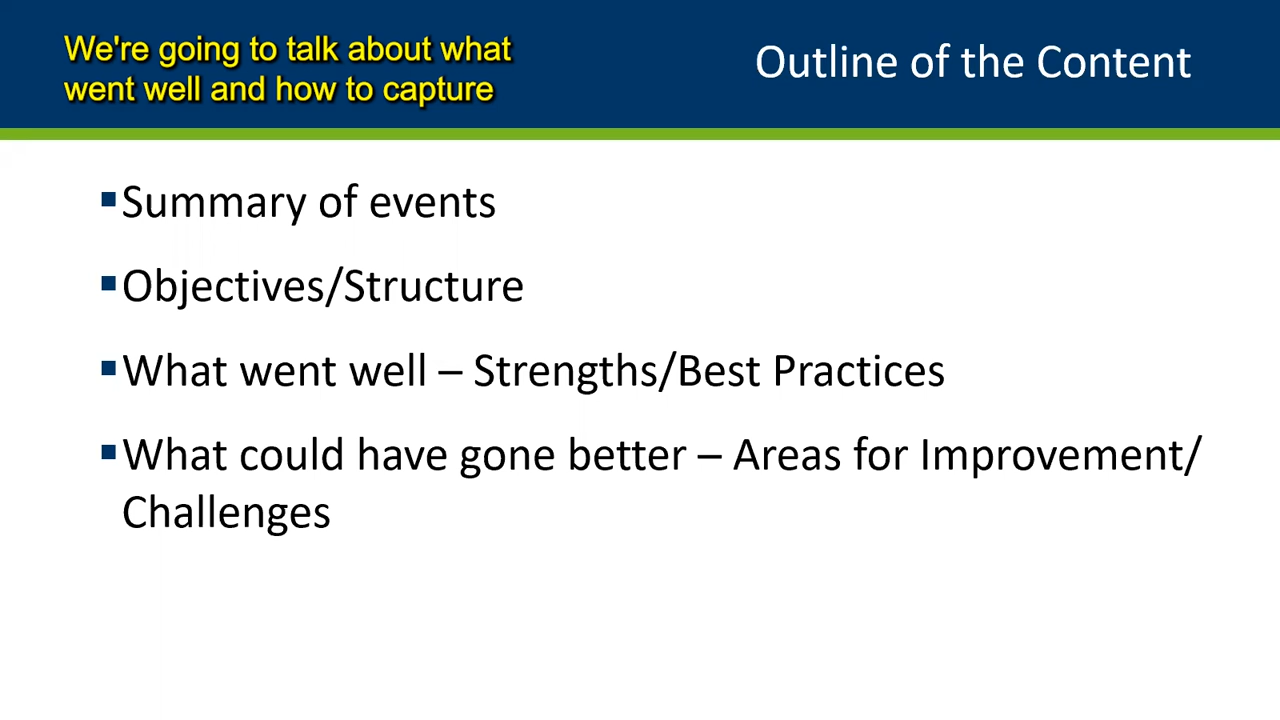 We're going to talk about what
went well and how to capture
Outline of the Content
▪Summary of events
▪Objectives/Structure
▪What went well – Strengths/Best Practices
▪What could have gone better – Areas for Improvement/
Challenges